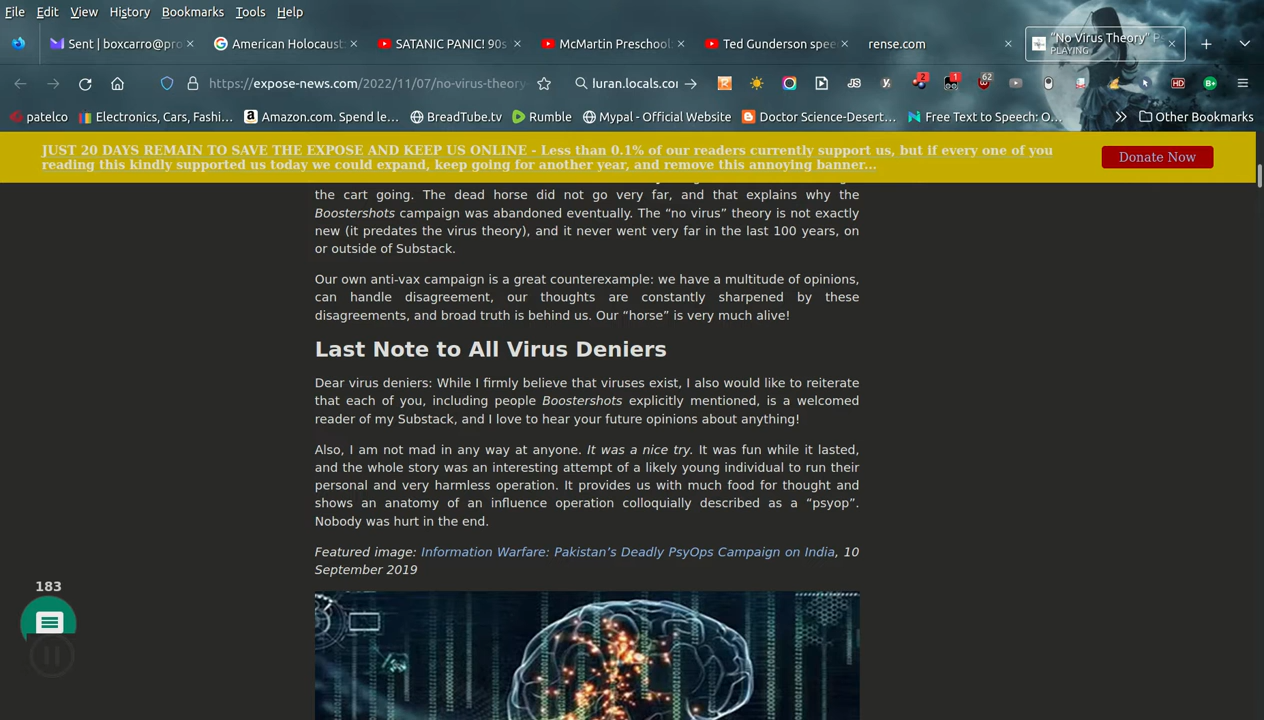 File Edit View History Bookmarks Tools Help
Sent | boxcarro@pro
American Holocaust:
SATANIC PANIC! 90s
McMartin Preschool:
Ted Gunderson spee
rense.com
"No Virus Theory" P
PLAYING
https://expose-news.com/2022/11/07/no-virus-theory-
luran.locals.coı
JS
2
1
62
HD
B+
patelco
Electronics, Cars, Fashi...
Amazon.com. Spend le...
BreadTube.tv
Rumble
Mypal - Official Website
Doctor Science-Desert...
Free Text to Speech: O...
Other Bookmarks
JUST 20 DAYS REMAIN TO SAVE THE EXPOSE AND KEEP US ONLINE - Less than 0.1% of our readers currently support us, but if every one of you
reading this kindly supported us today we could expand, keep going for another year, and remove this annoying banner...
Donate Now
the cart going. The dead horse did not go very far, and that explains why the
Boostershots campaign was abandoned eventually. The “no virus” theory is not exactly
new (it predates the virus theory), and it never went very far in the last 100 years, on
or outside of Substack.
Our own anti-vax campaign is a great counterexample: we have a multitude of opinions,
can handle disagreement, our thoughts are constantly sharpened by these
disagreements, and broad truth is behind us. Our “horse” is very much alive!
Last Note to All Virus Deniers
Dear virus deniers: While I firmly believe that viruses exist, I also would like to reiterate
that each of you, including people Boostershots explicitly mentioned, is a welcomed
reader of my Substack, and I love to hear your future opinions about anything!
Also, I am not mad in any way at anyone. It was a nice try. It was fun while it lasted,
and the whole story was an interesting attempt of a likely young individual to run their
personal and very harmless operation. It provides us with much food for thought and
shows an anatomy of an influence operation colloquially described as a “psyop”.
Nobody was hurt in the end.
Featured image: Information Warfare: Pakistan’s Deadly PsyOps Campaign on India, 10
September 2019
183